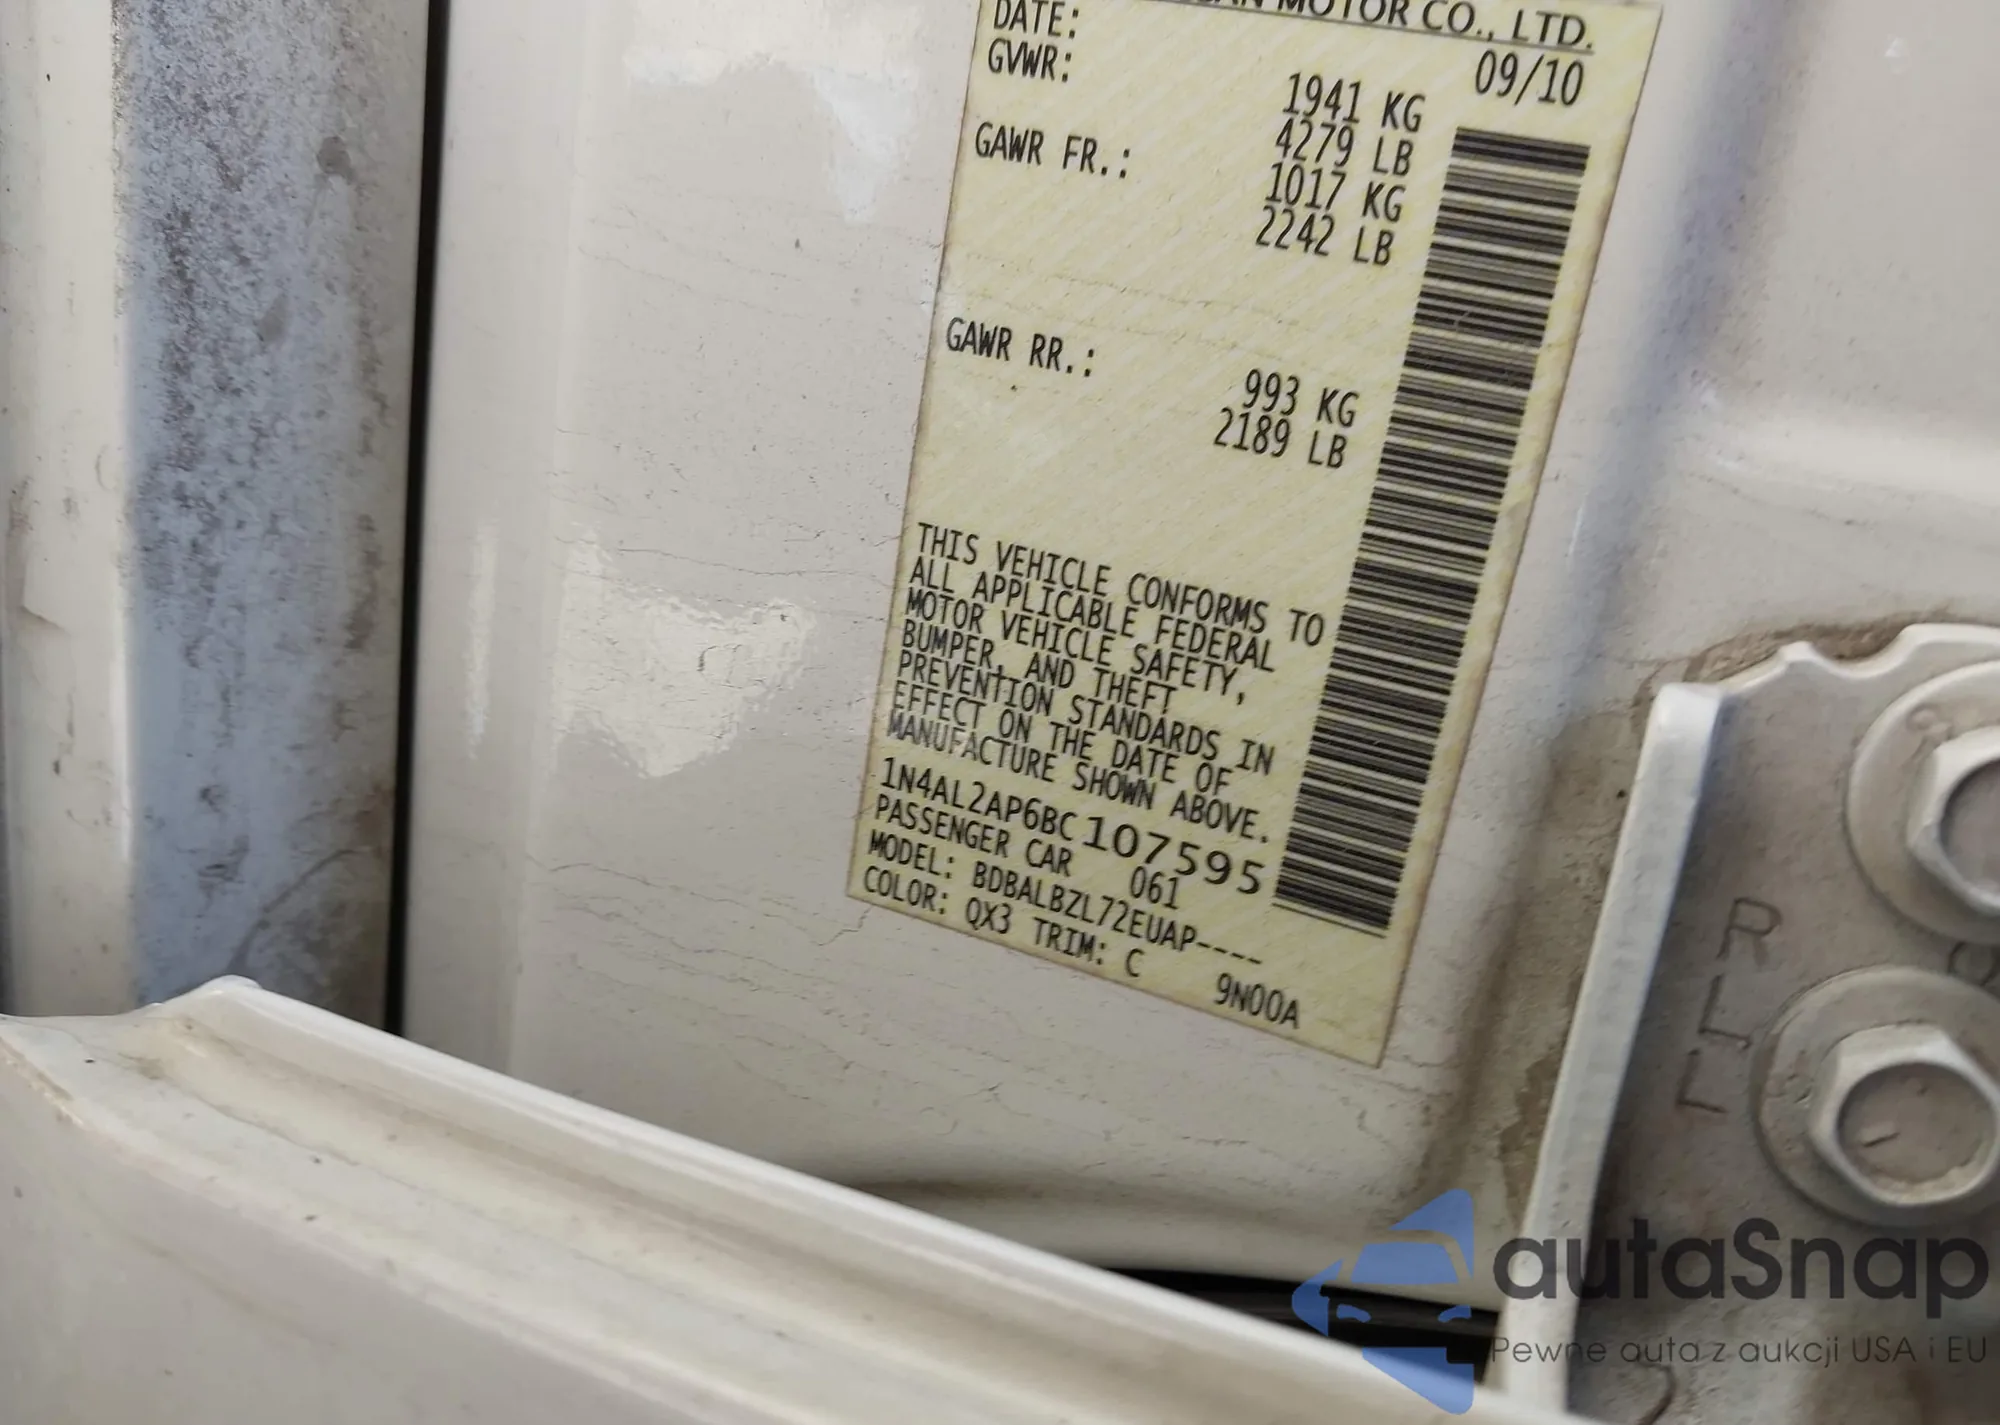 MOTOR CO., LTD.
DATE: 09/10
GVWR: 1941 KG
4279 LB
GAWR FR.: 1017 KG
2242 LB
GAWR RR.: 993 KG
2189 LB
THIS VEHICLE CONFORMS TO
ALL APPLICABLE FEDERAL
MOTOR VEHICLE SAFETY,
BUMPER, AND THEFT
PREVENTION STANDARDS IN
EFFECT ON THE DATE OF
MANUFACTURE SHOWN ABOVE.
1N4AL2AP6BC107595
PASSENGER CAR 061
MODEL: BDBALBZL72EUAP----
COLOR: QX3 TRIM: C 9N00A
RLL
autaSnap
Pewne auta z aukcji USA i EU